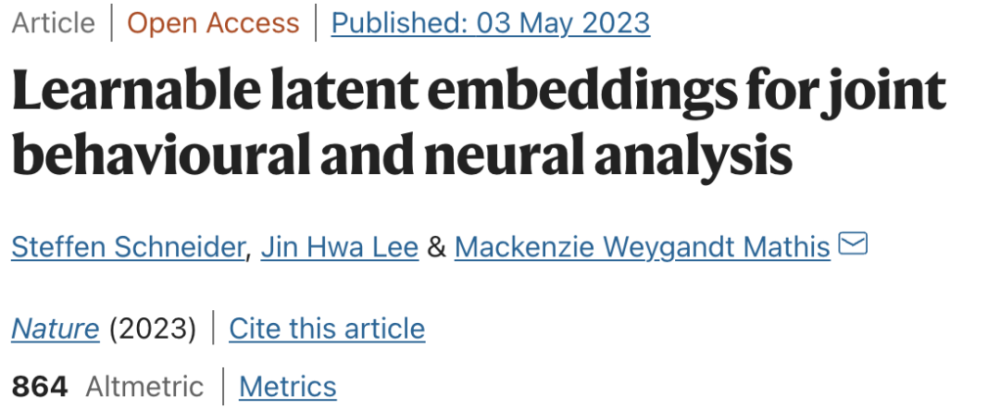 Article | Open Access | Published: 03 May 2023
Learnable latent embeddings for joint
behavioural and neural analysis
Steffen Schneider, Jin Hwa Lee & Mackenzie Weygandt Mathis
Nature (2023) | Cite this article
864 Altmetric | Metrics